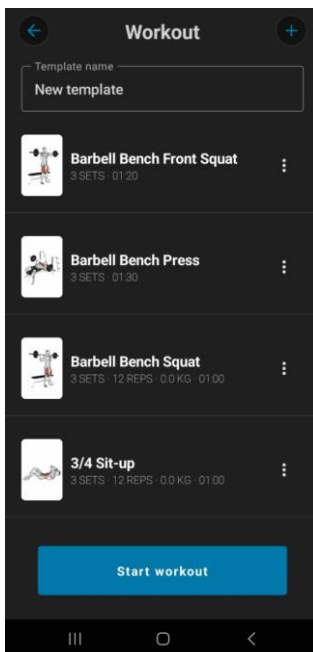 Workout
Template name
New template
Barbell Bench Front Squat
3 SETS · 01:20
Barbell Bench Press
3 SETS · 01:30
Barbell Bench Squat
3 SETS · 12 REPS · 0.0 KG · 01:00
3/4 Sit-up
3 SETS · 12 REPS · 0.0 KG · 01:00
Start workout